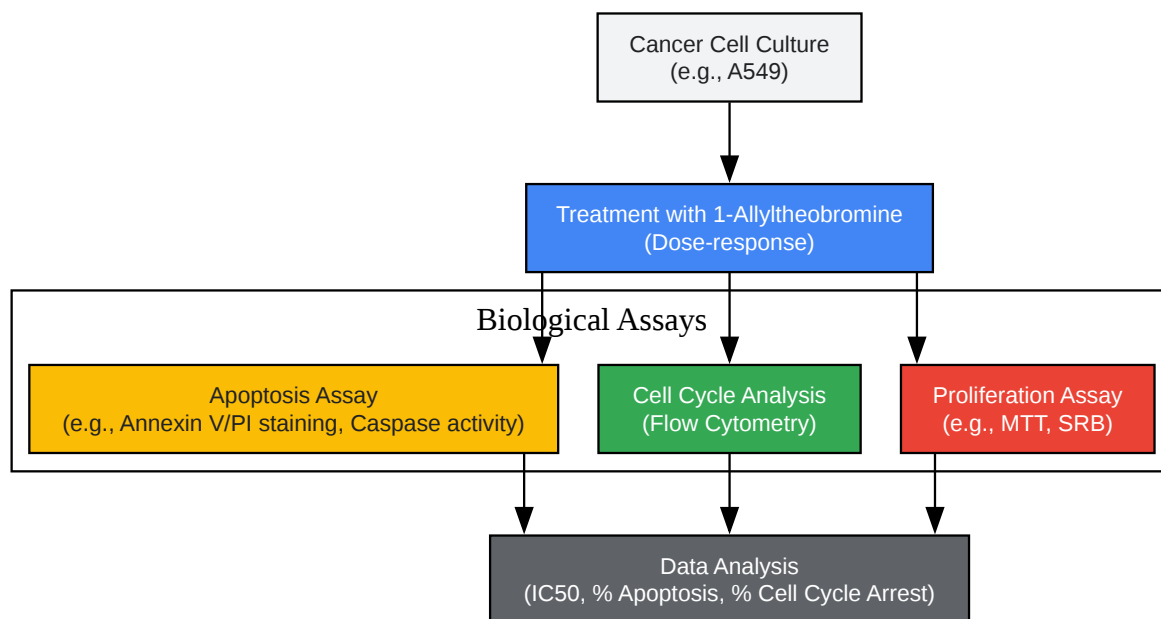 Cancer Cell Culture
(e.g., A549)
Treatment with 1-Allyltheobromine
(Dose-response)
Biological Assays
Apoptosis Assay
(e.g., Annexin V/PI staining, Caspase activity)
Cell Cycle Analysis
(Flow Cytometry)
Proliferation Assay
(e.g., MTT, SRB)
Data Analysis
(IC50, % Apoptosis, % Cell Cycle Arrest)